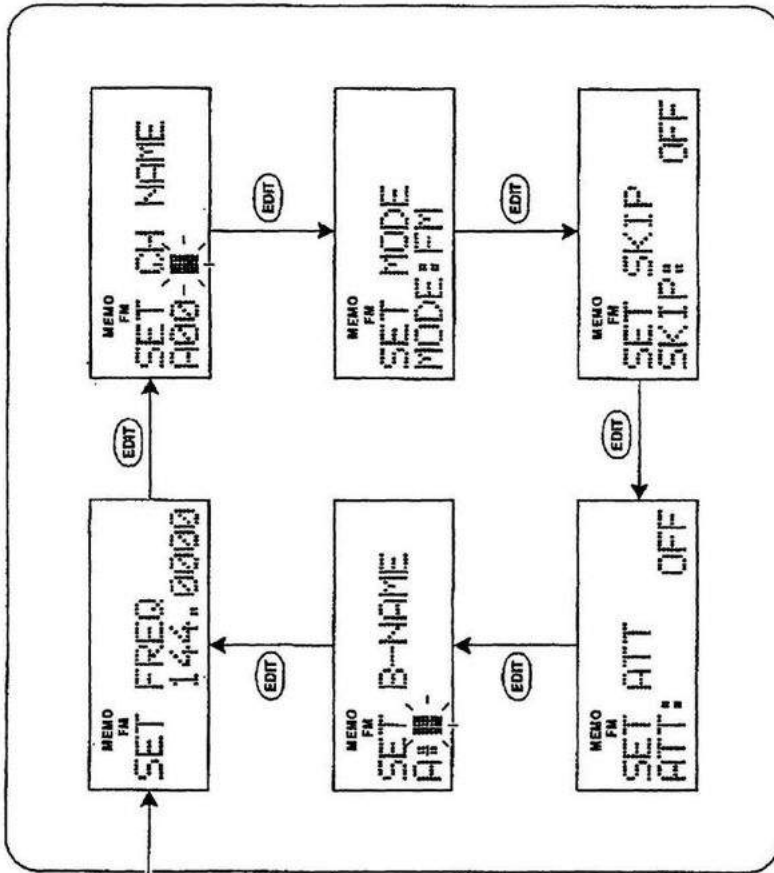 MEMO
FM
SET FREQ
144.0000
EDIT
MEMO
FM
SET CH NAME
A00
EDIT
EDIT
MEMO
FM
SET B-NAME
A:
MEMO
FM
SET MODE
MODE:FM
EDIT
EDIT
MEMO
FM
SET ATT
ATT: OFF
EDIT
MEMO
FM
SET SKIP
SKIP: OFF